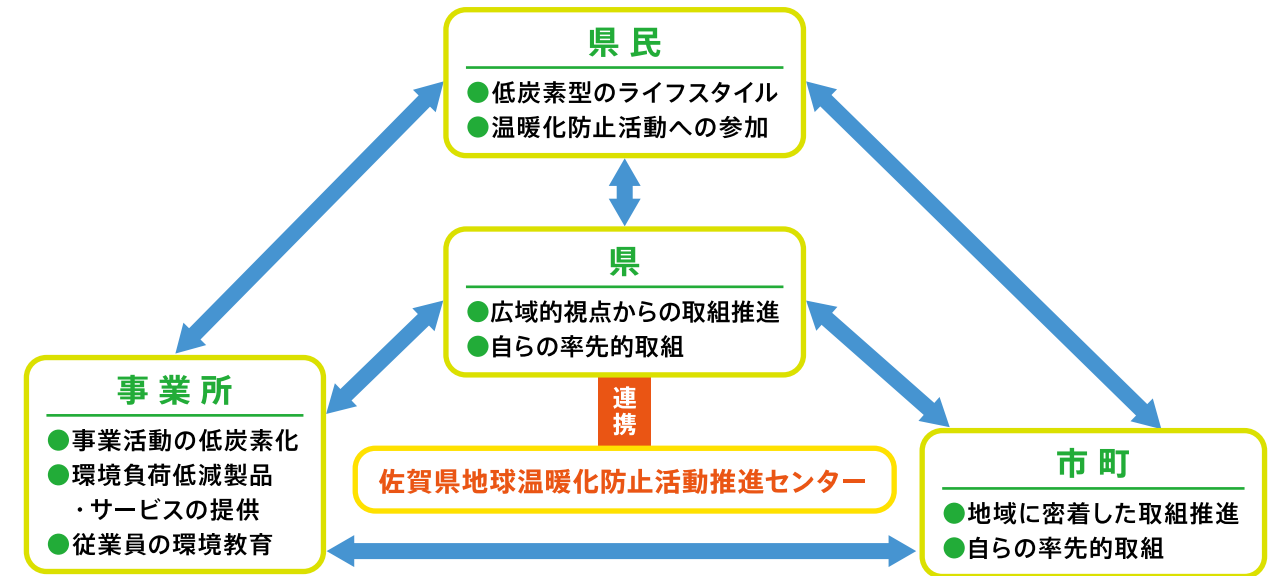 県民
●低炭素型のライフスタイル
●温暖化防止活動への参加
県
●広域的視点からの取組推進
●自らの率先的取組
連携
佐賀県地球温暖化防止活動推進センター
事業所
●事業活動の低炭素化
●環境負荷低減製品
・サービスの提供
●従業員の環境教育
市町
●地域に密着した取組推進
●自らの率先的取組